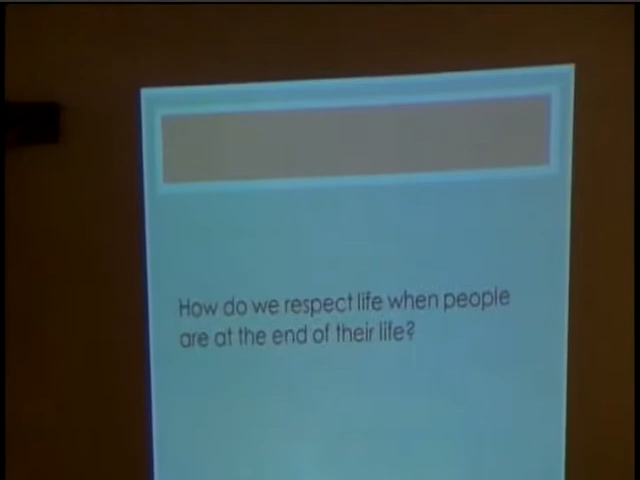 How do we respect life when people
are at the end of their life?